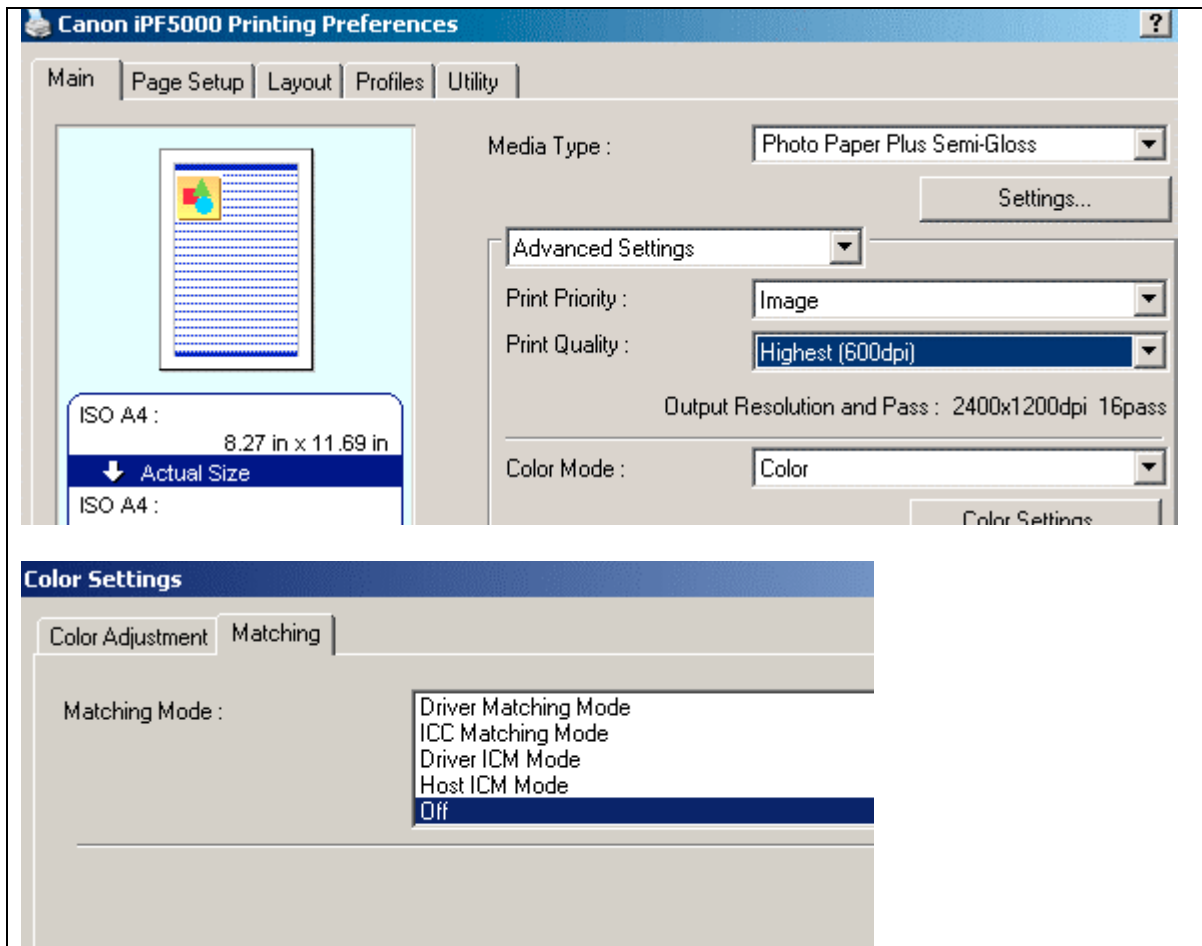 Canon iPF5000 Printing Preferences ?
Main Page Setup Layout Profiles Utility
Media Type : Photo Paper Plus Semi-Gloss
Settings...
Advanced Settings
Print Priority : Image
Print Quality : Highest (600dpi)
Output Resolution and Pass : 2400x1200dpi 16pass
Color Mode : Color
Color Settings
ISO A4 :
8.27 in x 11.69 in
Actual Size
ISO A4 :
Color Settings
Color Adjustment Matching
Matching Mode :
Driver Matching Mode
ICC Matching Mode
Driver ICM Mode
Host ICM Mode
Off